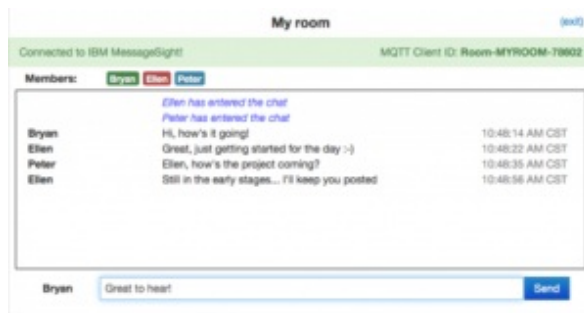 My room
(exit)
Connected to IBM MessageSight! MQTT Client ID: Room-MYROOM-78602
Members: Bryan Ellen Peter
Ellen has entered the chat
Peter has entered the chat
Bryan Hi, how's it going! 10:48:14 AM CST
Ellen Great, just getting started for the day :-) 10:48:22 AM CST
Peter Ellen, how's the project coming? 10:48:35 AM CST
Ellen Still in the early stages... I'll keep you posted 10:48:56 AM CST
Bryan Great to hear! Send